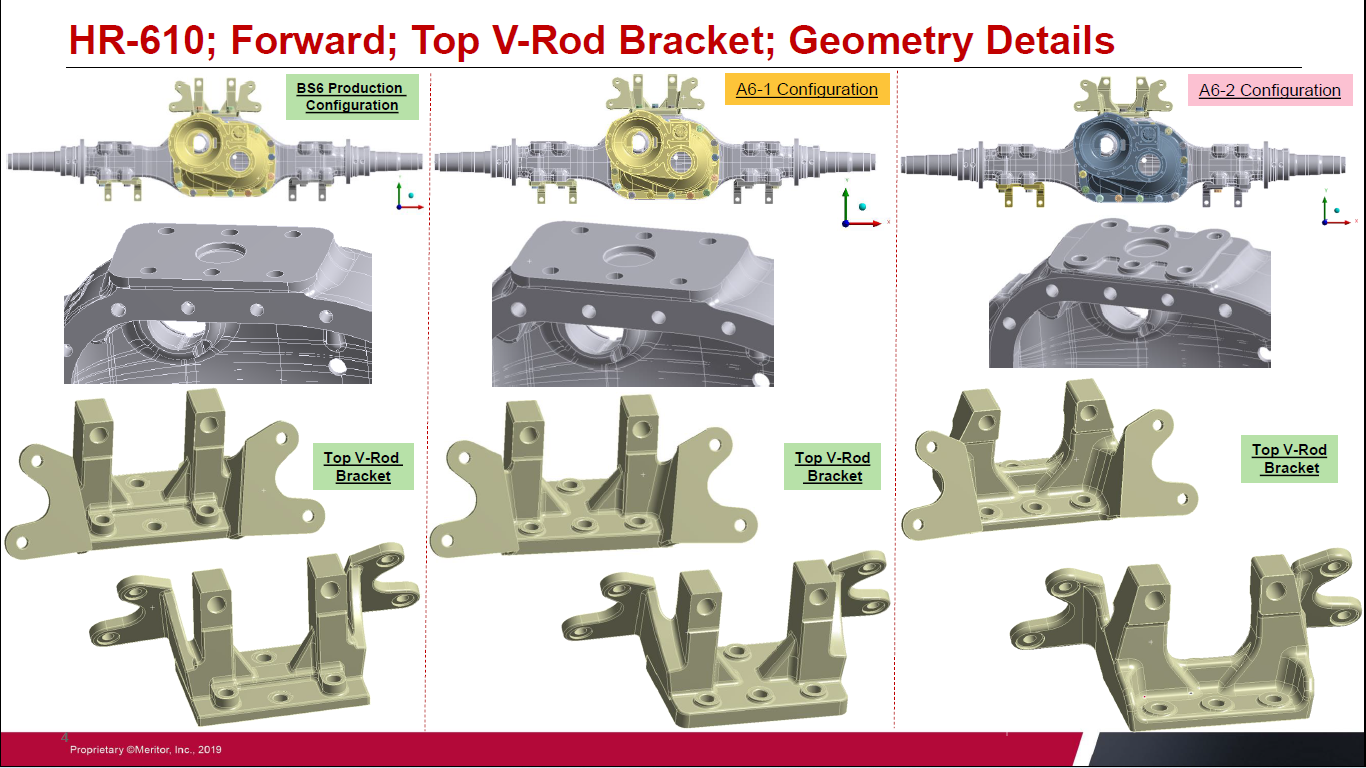 HR-610; Forward; Top V-Rod Bracket; Geometry Details
BS6 Production
Configuration
A6-1 Configuration
A6-2 Configuration
Top V-Rod
Bracket
Top V-Rod
Bracket
Top V-Rod
Bracket
4
Proprietary ©Meritor, Inc., 2019